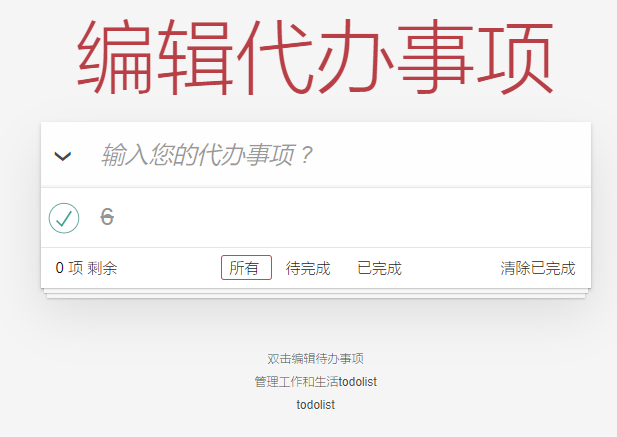 编辑代办事项
输入您的代办事项？
6
0 项 剩余 所有 待完成 已完成 清除已完成
双击编辑待办事项
管理工作和生活todolist
todolist